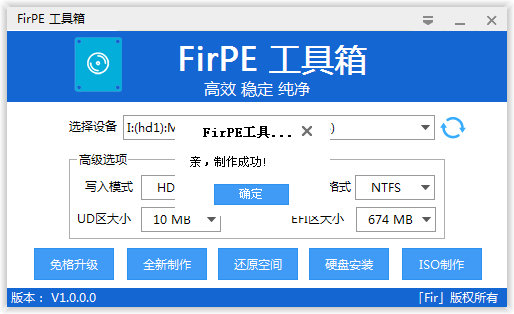 FirPE 工具箱
FirPE 工具箱
高效 稳定 纯净
选择设备 I:(hd1):M
FirPE工具...
亲，制作成功!
确定
高级选项
写入模式 HD 格式 NTFS
UD区大小 10 MB EFI区大小 674 MB
免格升级 全新制作 还原空间 硬盘安装 ISO制作
版本： V1.0.0.0 「Fir」版权所有